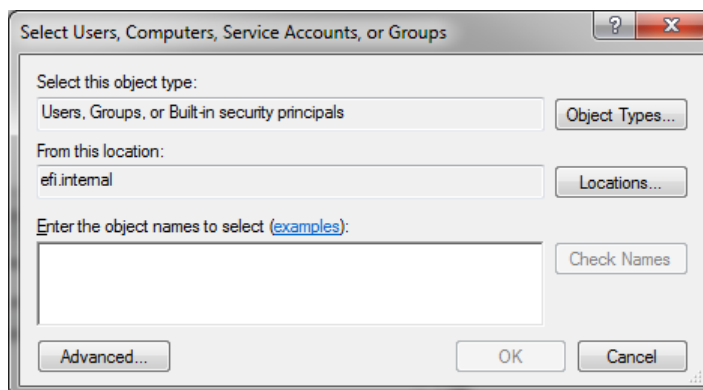 Select Users, Computers, Service Accounts, or Groups
Select this object type:
Users, Groups, or Built-in security principals
Object Types...
From this location:
efi.internal
Locations...
Enter the object names to select (examples):
Check Names
Advanced...
OK
Cancel